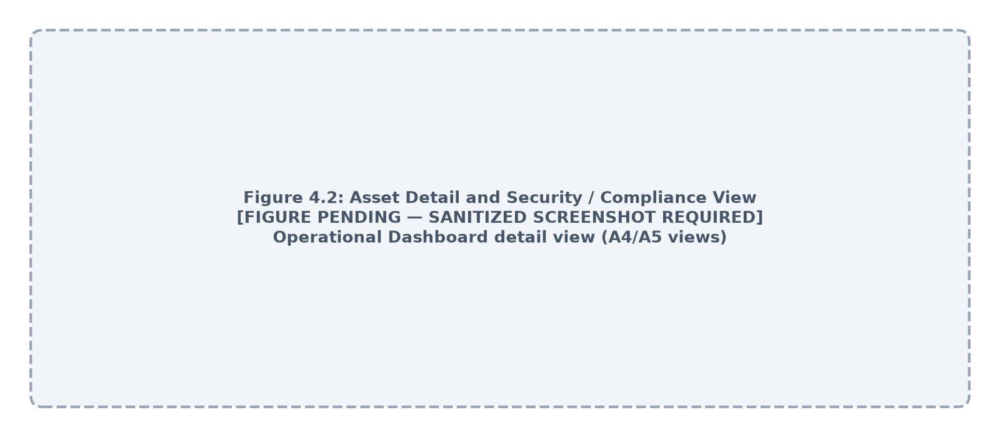 Figure 4.2: Asset Detail and Security / Compliance View
[FIGURE PENDING — SANITIZED SCREENSHOT REQUIRED]
Operational Dashboard detail view (A4/A5 views)